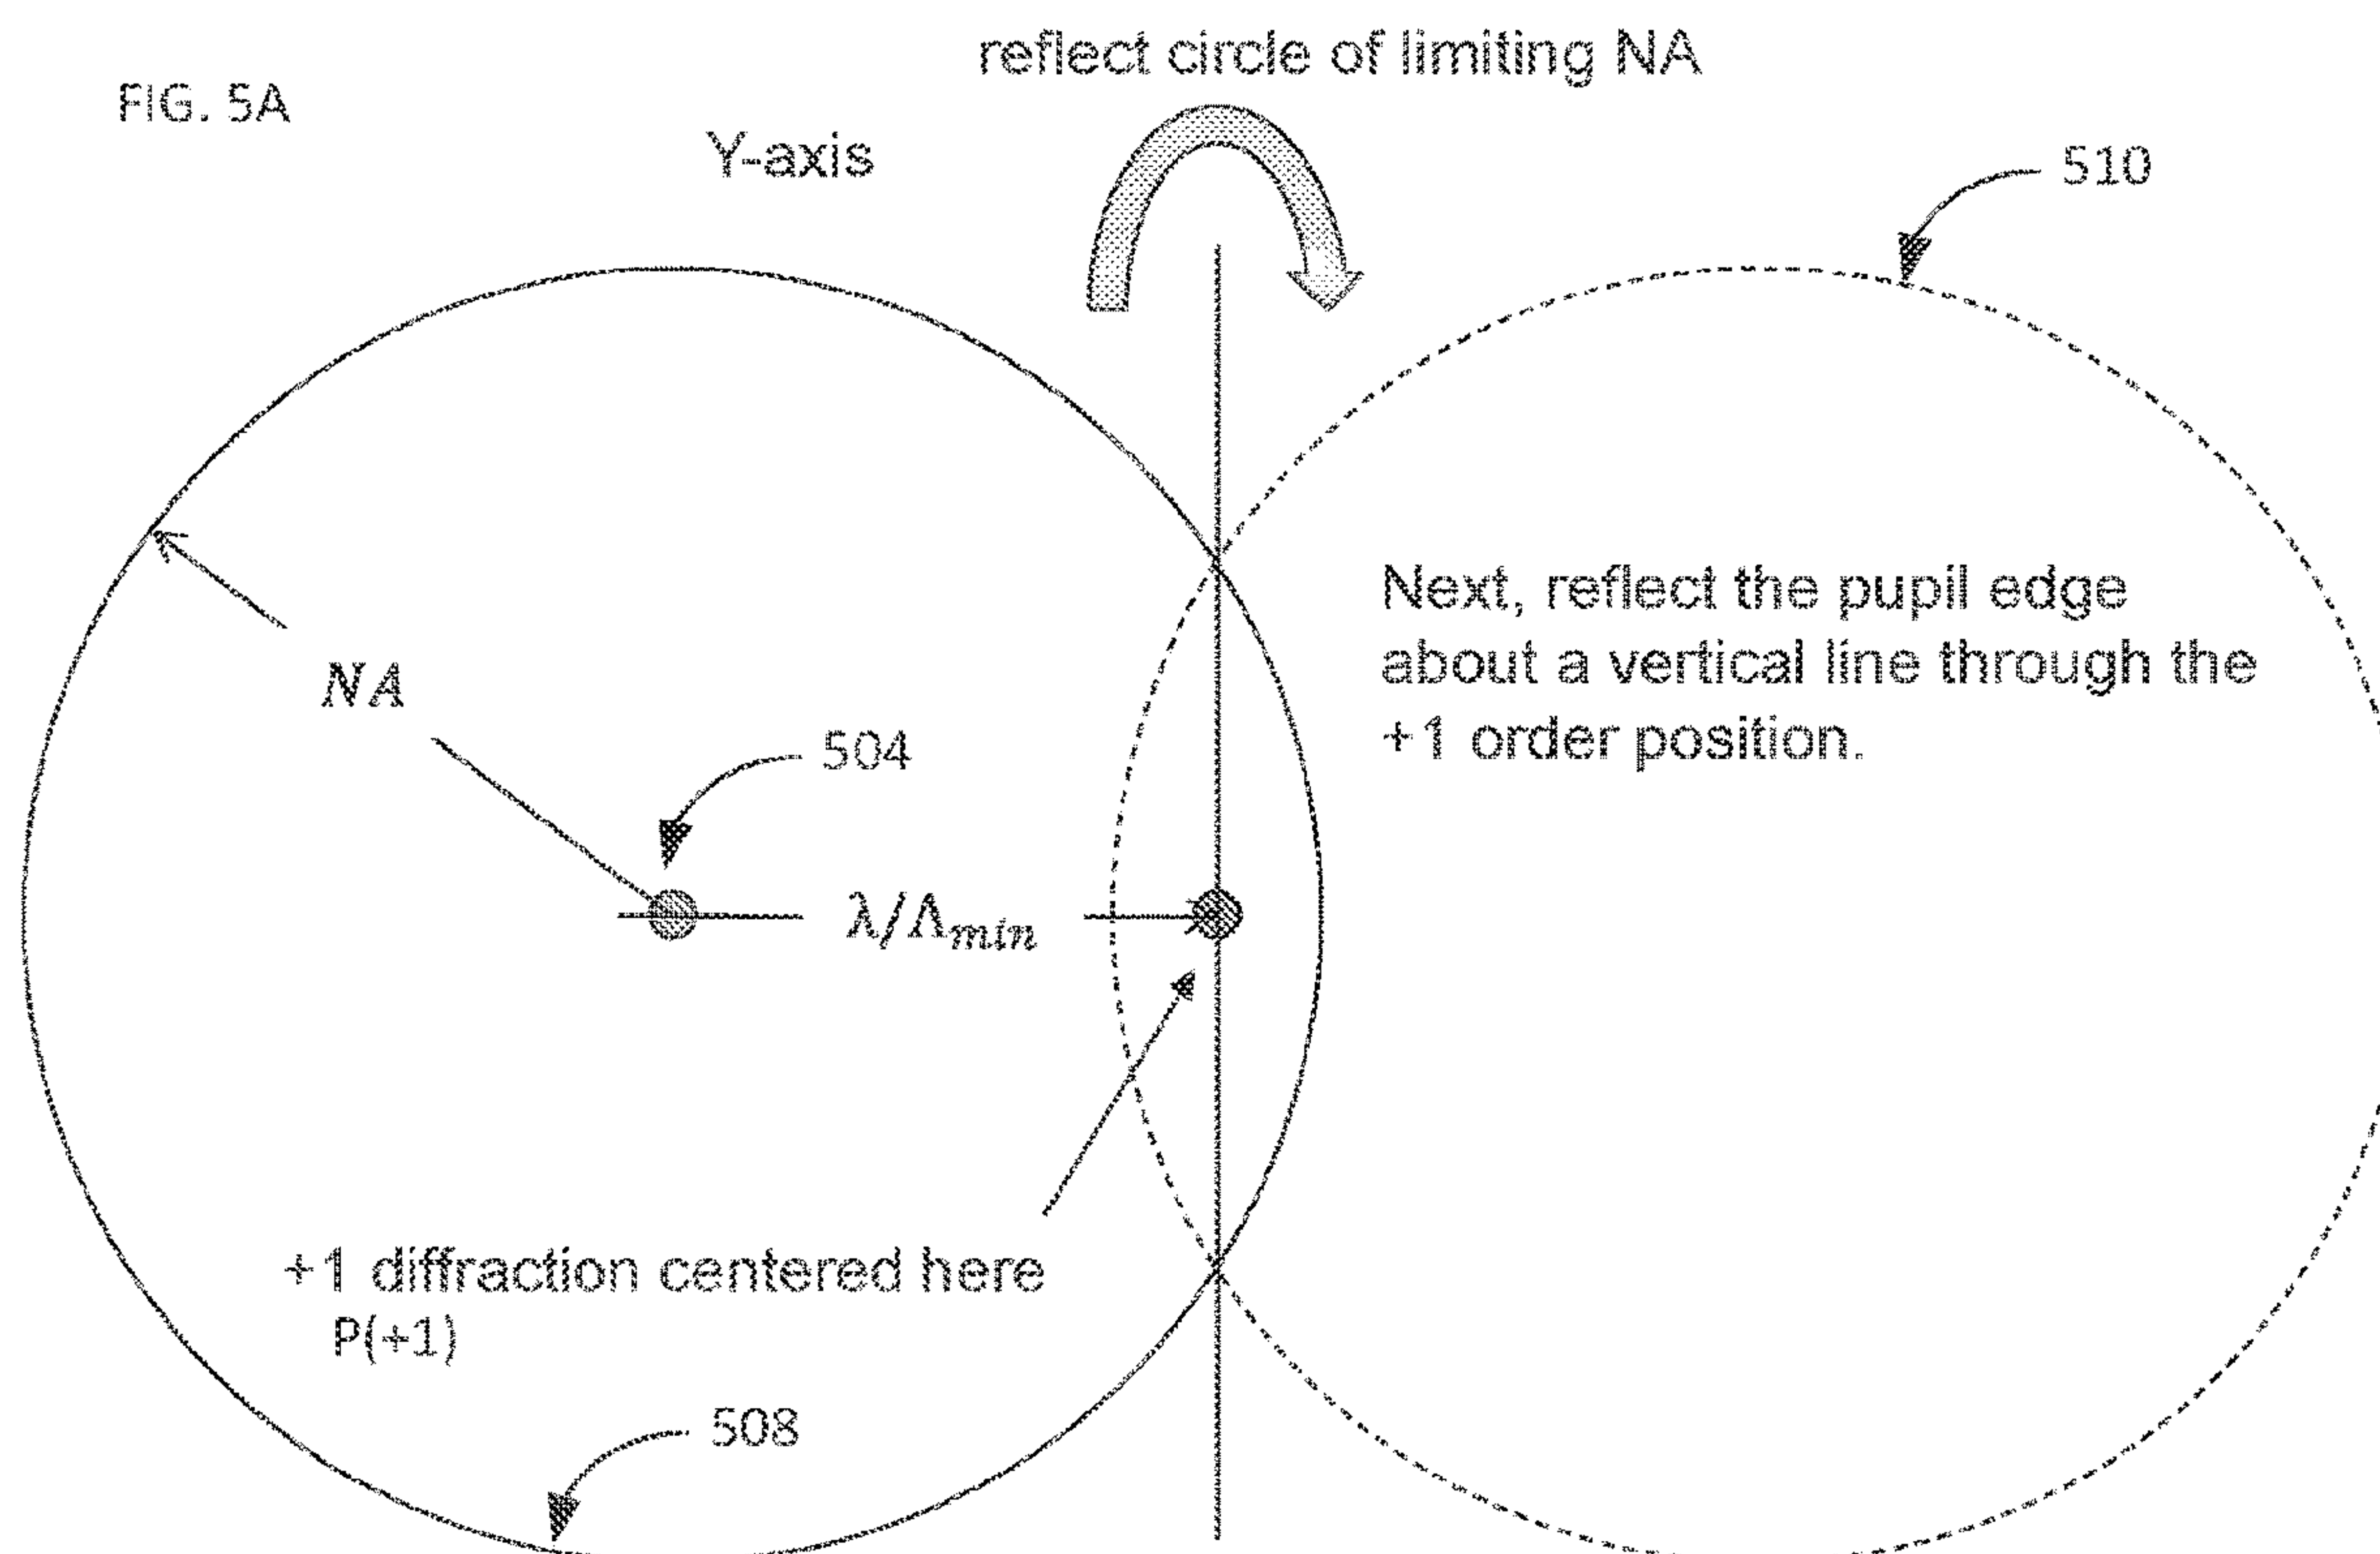 reflect circle of limiting NA
FIG. 5A
Y-axis
510
Next, reflect the pupil edge
about a vertical line through the
+1 order position.
NA
504
λ/Λmin
+1 diffraction centered here
P(+1)
508